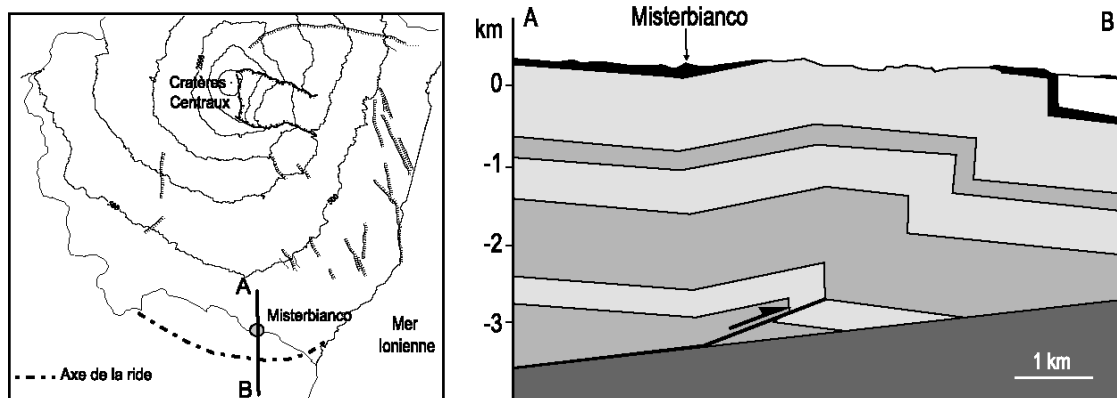 Cratères
Centraux
A
Misterbianco
Mer
Ionienne
B
Axe de la ride
A
Misterbianco
B
km
0
-1
-2
-3
1 km